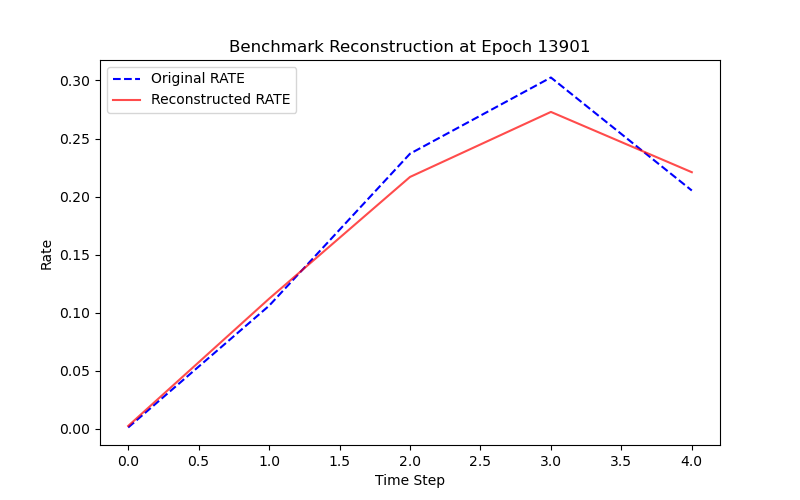 Benchmark Reconstruction at Epoch 13901
Original RATE
Reconstructed RATE
Rate
0.30
0.25
0.20
0.15
0.10
0.05
0.00
0.0 0.5 1.0 1.5 2.0 2.5 3.0 3.5 4.0
Time Step